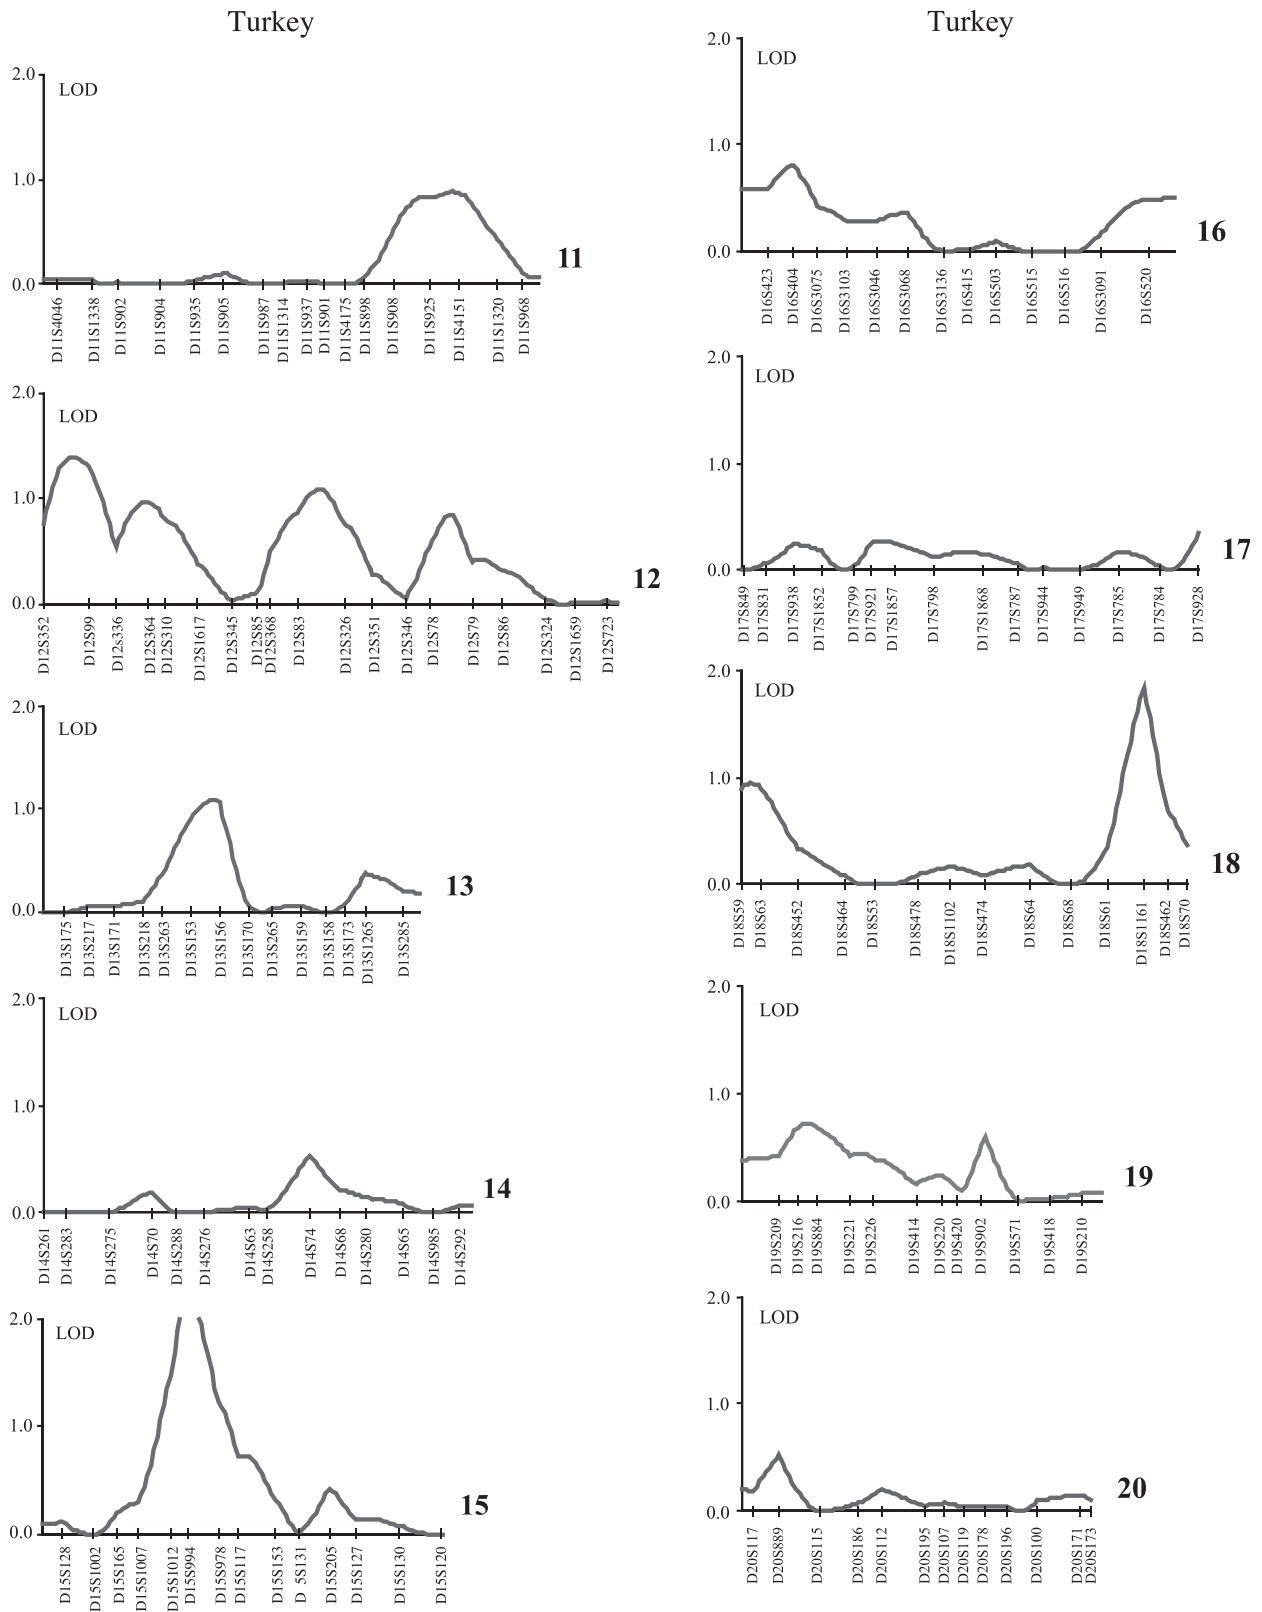 Turkey
2.0
LOD
1.0
0.0
11
D11S4046 D11S1338 D11S902 D11S904 D11S935 D11S905 D11S987 D11S1314 D11S937 D11S901 D11S4175 D11S898 D11S908 D11S925 D11S4151 D11S1320 D11S968
2.0
LOD
1.0
0.0
12
D12S352 D12S99 D12s336 D12S364 D12S310 D12S1617 D12S345 D12S85 D12S368 D12S83 D12S326 D12S351 D12S346 D12S78 D12S79 D12S86 D12S324 D12S1659 D12S723
2.0
LOD
1.0
0.0
13
D13S175 D13S217 D13S171 D13S218 D13S263 D13S153 D13S156 D13S170 D13S265 D13S159 D13S158 D13S173 D13S1265 D13S285
2.0
LOD
1.0
0.0
14
D14S261 D14S283 D14S275 D14S70 D14S288 D14S276 D14S63 D14S258 D14S74 D14S68 D14S280 D14S65 D14S985 D14S292
2.0
LOD
1.0
0.0
15
D15S128 D15S1002 D15S165 D15S1007 D15S1012 D15S994 D15S978 D15S117 D15S153 D 5S131 D15S205 D15S127 D15S130 D15S120
Turkey
2.0
LOD
1.0
0.0
16
D16S423 D16S404 D16S3075 D16S3103 D16S3046 D16S3068 D16S3136 D16S415 D16S503 D16S515 D16S516 D16S3091 D16S520
2.0
LOD
1.0
0.0
17
D17S849 D17S831 D17S938 D17S1852 D17S799 D17S921 D17S1857 D17S798 D17S1868 D17S787 D17S944 D17S949 D17S785 D17S784 D17S928
2.0
LOD
1.0
0.0
18
D18S59 D18S63 D18S452 D18S464 D18S53 D18S478 D18S1102 D18S474 D18S64 D18S68 D18S61 D18S1161 D18S462 D18S70
2.0
LOD
1.0
0.0
19
D19S209 D19S216 D19S884 D19S221 D19S226 D19S414 D19S220 D19S420 D19S902 D19S571 D19S418 D19S210
2.0
LOD
1.0
0.0
20
D20S117 D20S889 D20S115 D20S186 D20S112 D20S195 D20S107 D20S119 D20S178 D20S196 D20S100 D20S171 D20S173